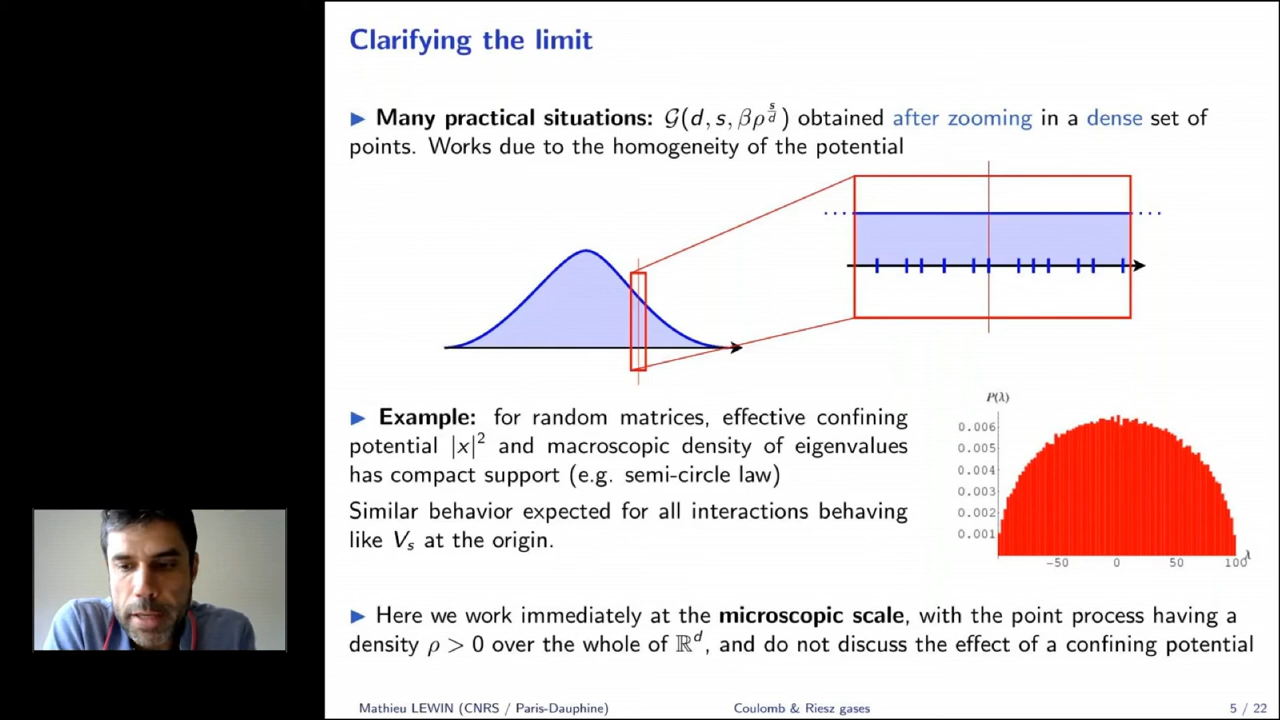 Clarifying the limit
▶ Many practical situations: 𝒢(d, s, βρ^{s/d}) obtained after zooming in a dense set of
points. Works due to the homogeneity of the potential
▶ Example: for random matrices, effective confining
potential |x|² and macroscopic density of eigenvalues
has compact support (e.g. semi-circle law)
Similar behavior expected for all interactions behaving
like V_s at the origin.
P(λ)
0.006
0.005
0.004
0.003
0.002
0.001
−50 0 50 100 λ
▶ Here we work immediately at the microscopic scale, with the point process having a
density ρ > 0 over the whole of ℝ^d, and do not discuss the effect of a confining potential
Mathieu LEWIN (CNRS / Paris-Dauphine) Coulomb & Riesz gases 5 / 22